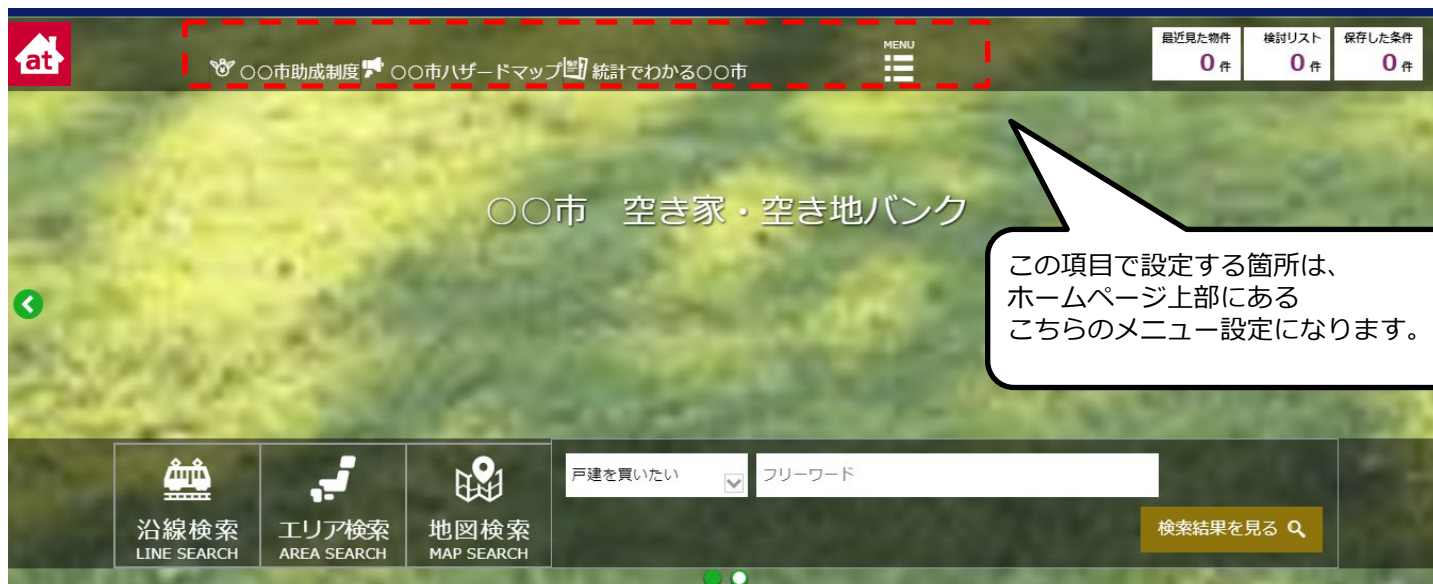 at
○○市助成制度 ○○市ハザードマップ 統計でわかる○○市
MENU
最近見た物件
0 件
検討リスト
0 件
保存した条件
0 件
○○市　空き家・空き地バンク
この項目で設定する箇所は、
ホームページ上部にある
こちらのメニュー設定になります。
沿線検索
LINE SEARCH
エリア検索
AREA SEARCH
地図検索
MAP SEARCH
戸建を買いたい
フリーワード
検索結果を見る